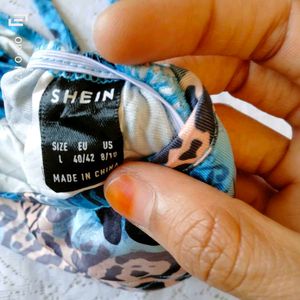 SHEIN
SIZE EU US
L 40/42 8/10
MADE IN CHINA